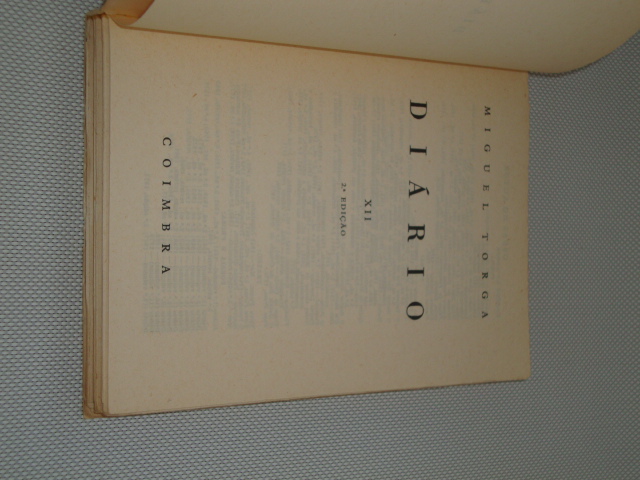 MIGUEL TORGA
DIÁRIO
XII
2.ª EDIÇÃO
COIMBRA